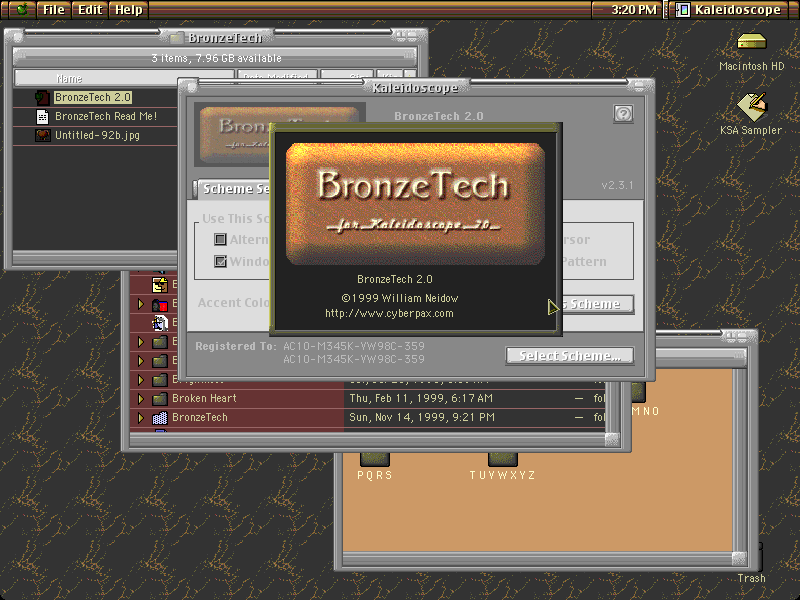 File Edit Help 3:20 PM Kaleidoscope
BronzeTech
3 items, 7.96 GB available
Name Date Modified
BronzeTech 2.0
BronzeTech Read Me!
Untitled-92b.jpg
Macintosh HD
KSA Sampler
Kaleidoscope
BronzeTech 2.0
v2.3.1
Scheme Se
Use This Sc
Altern
Windo
rsor
Pattern
Accent Colo
s Scheme
BronzeTech
for Kaleidoscope 2.0
BronzeTech 2.0
©1999 William Neidow
http://www.cyberpax.com
Registered To: AC10-M345K-YW98C-359
AC10-M345K-YW98C-359
Select Scheme...
Broken Heart Thu, Feb 11, 1999, 6:17 AM — fol
BronzeTech Sun, Nov 14, 1999, 9:21 PM — fol
MNO
PQRS
TUVWXYZ
Trash